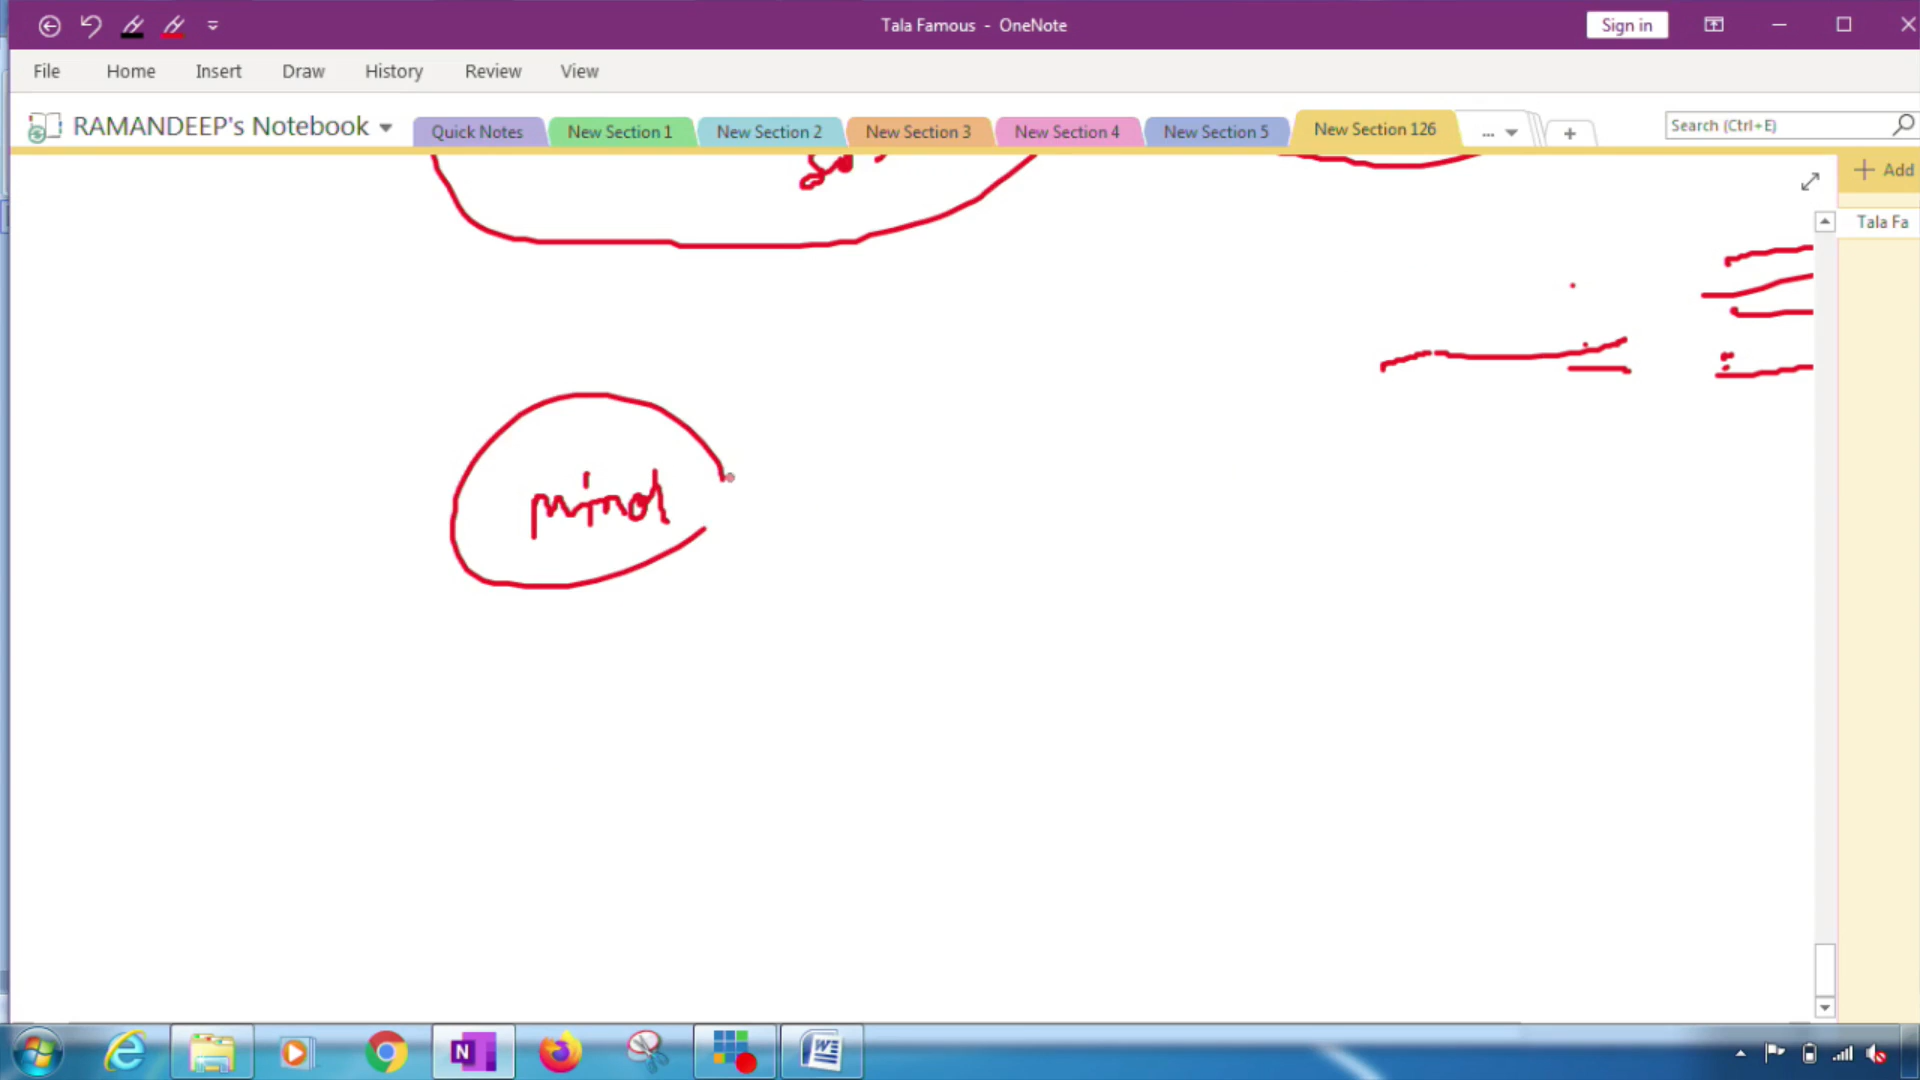 Tala Famous - OneNote
Sign in
File Home Insert Draw History Review View
RAMANDEEP's Notebook
Quick Notes New Section 1 New Section 2 New Section 3 New Section 4 New Section 5 New Section 126 ...
Search (Ctrl+E)
Add
Tala Fa
mind